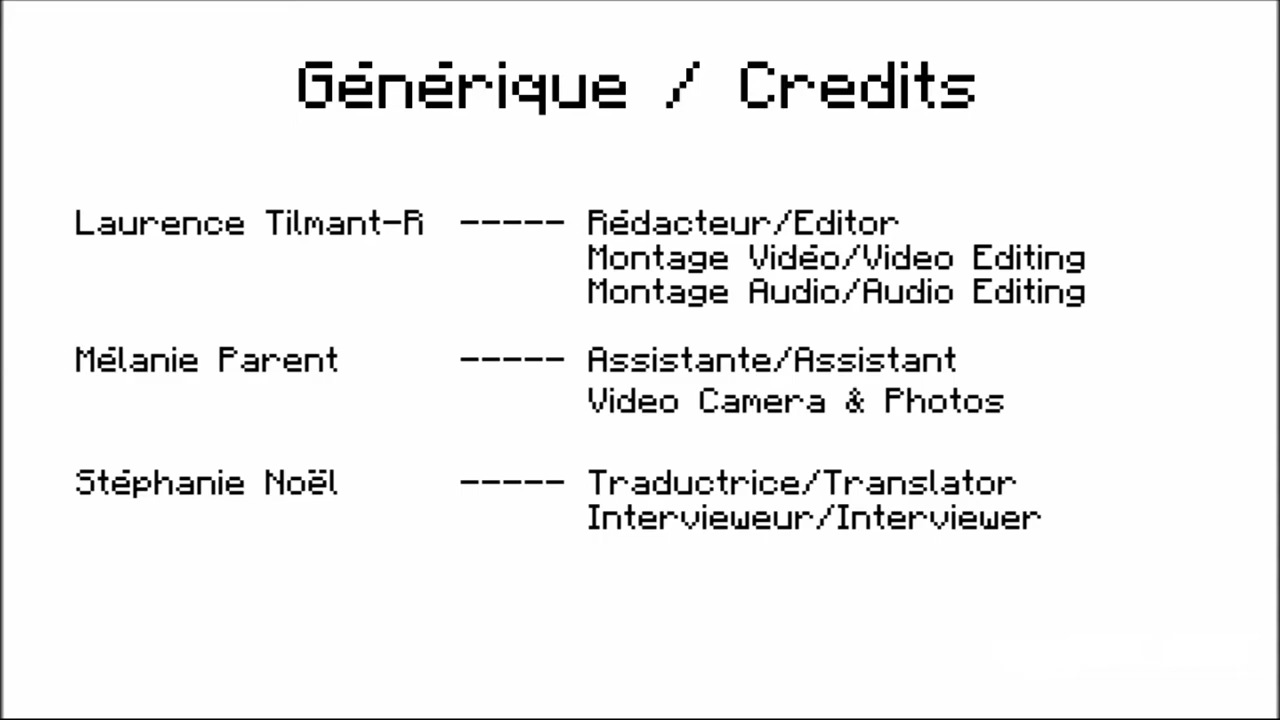 Générique / Credits
Laurence Tilmant-R ----- Rédacteur/Editor
Montage Vidéo/Video Editing
Montage Audio/Audio Editing
Mélanie Parent ----- Assistante/Assistant
Video Camera & Photos
Stéphanie Noël ----- Traductrice/Translator
Intervieweur/Interviewer